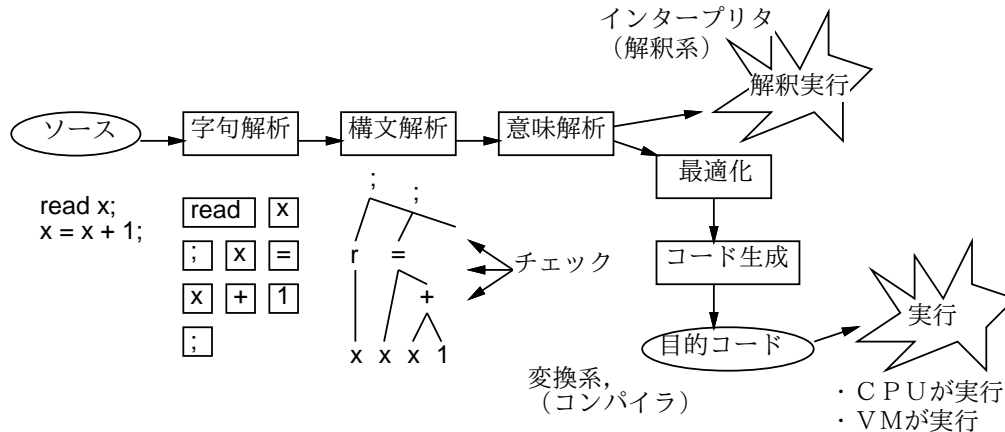 インタープリタ
（解釈系）
解釈実行
ソース
字句解析
構文解析
意味解析
最適化
read x;
x = x + 1;
read x
; x =
x + 1
;
;
;
r =
+
x x x 1
チェック
コード生成
目的コード
実行
変換系,
（コンパイラ）
・ＣＰＵが実行
・ＶＭが実行